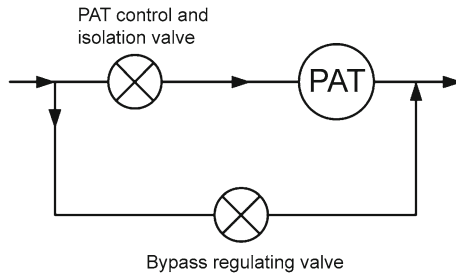 PAT control and
isolation valve
PAT
Bypass regulating valve